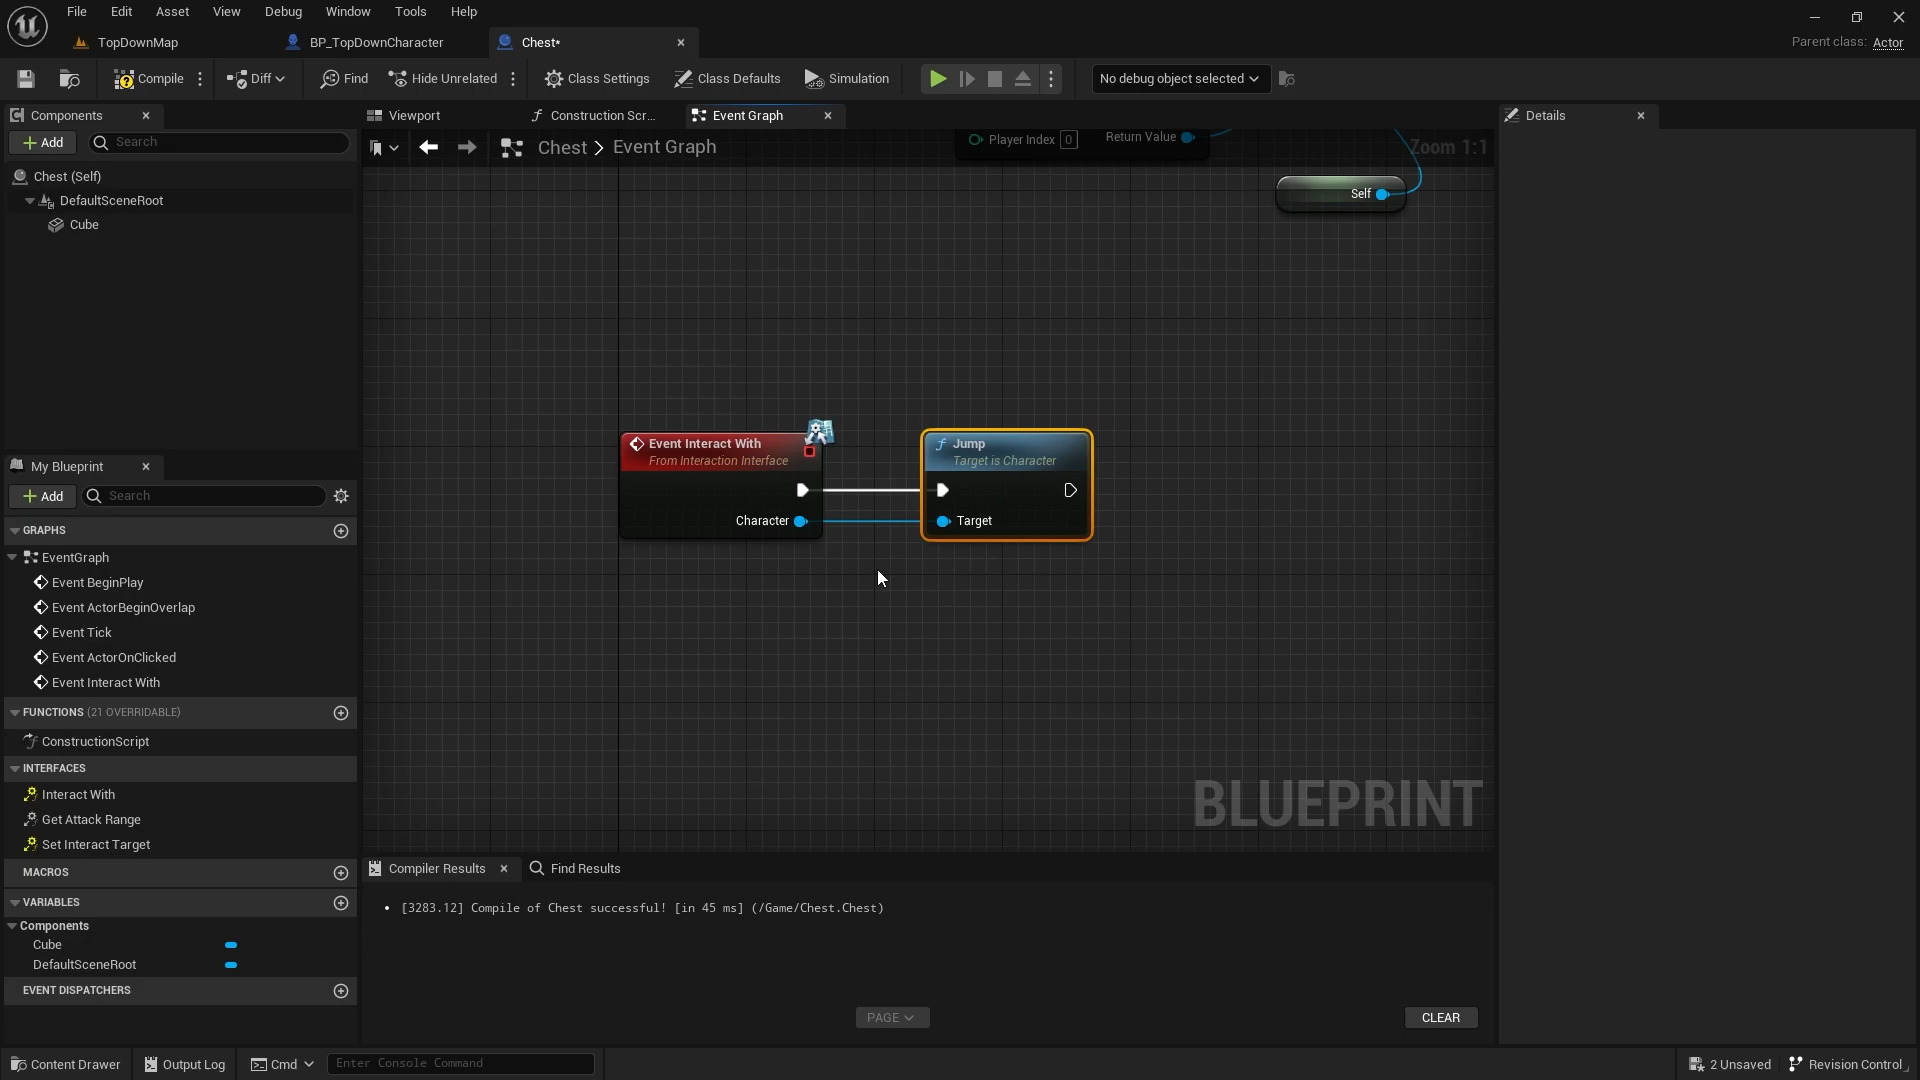 File Edit Asset View Debug Window Tools Help
TopDownMap BP_TopDownCharacter Chest*
Parent class: Actor
Compile Diff Find Hide Unrelated Class Settings Class Defaults Simulation No debug object selected
Components
Add Search
Chest (Self)
DefaultSceneRoot
Cube
My Blueprint
Add Search
GRAPHS
EventGraph
Event BeginPlay
Event ActorBeginOverlap
Event Tick
Event ActorOnClicked
Event Interact With
FUNCTIONS (21 OVERRIDABLE)
ConstructionScript
INTERFACES
Interact With
Get Attack Range
Set Interact Target
MACROS
VARIABLES
Components
Cube
DefaultSceneRoot
EVENT DISPATCHERS
Viewport Construction Scr... Event Graph
Chest > Event Graph
Zoom 1:1
Player Index 0 Return Value
Self
Event Interact With
From Interaction Interface
Character
Jump
Target is Character
Target
BLUEPRINT
Compiler Results Find Results
[3283.12] Compile of Chest successful! [in 45 ms] (/Game/Chest.Chest)
PAGE
CLEAR
Details
Content Drawer Output Log Cmd Enter Console Command
2 Unsaved Revision Control